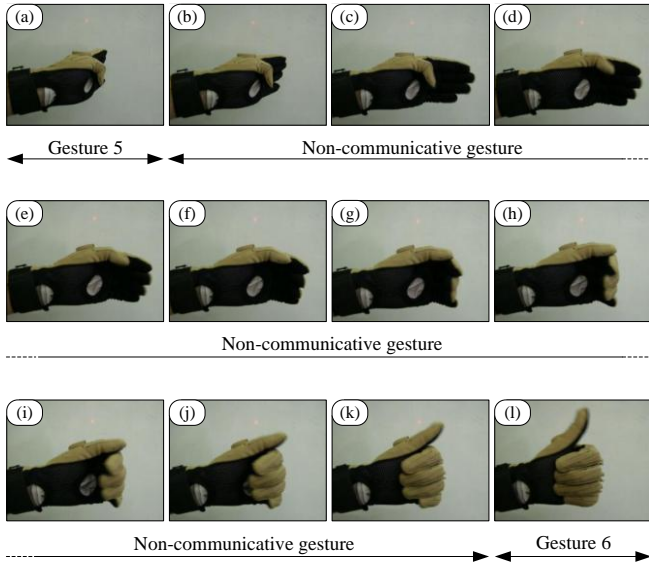 (a) (b) (c) (d)
Gesture 5 Non-communicative gesture
(e) (f) (g) (h)
Non-communicative gesture
(i) (j) (k) (l)
Non-communicative gesture Gesture 6